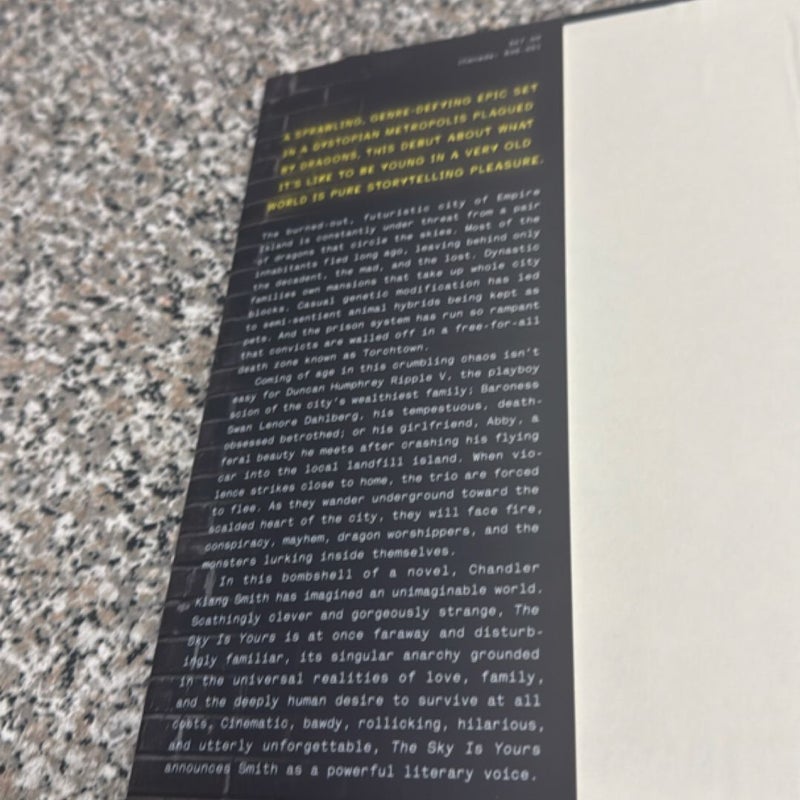 $27.00
(Canada: $36.00)
A SPRAWLING, GENRE-DEFYING EPIC SET
IN A DYSTOPIAN METROPOLIS PLAGUED
BY DRAGONS, THIS DEBUT ABOUT WHAT
IT'S LIKE TO BE YOUNG IN A VERY OLD
WORLD IS PURE STORYTELLING PLEASURE.
The burned-out, futuristic city of Empire
Island is constantly under threat from a pair
of dragons that circle the skies. Most of the
inhabitants fled long ago, leaving behind only
the decadent, the mad, and the lost. Dynastic
families own mansions that take up whole city
blocks. Casual genetic modification has led
to semi-sentient animal hybrids being kept as
pets. And the prison system has run so rampant
that convicts are walled off in a free-for-all
death zone known as Torchtown.
Coming of age in this crumbling chaos isn't
easy for Duncan Humphrey Ripple V, the playboy
scion of the city's wealthiest family; Baroness
Swan Lenore Dahlberg, his tempestuous, death-
obsessed betrothed; or his girlfriend, Abby, a
feral beauty he meets after crashing his flying
car into the local landfill island. When vio-
lence strikes close to home, the trio are forced
to flee. As they wander underground toward the
scalded heart of the city, they will face fire,
conspiracy, mayhem, dragon worshippers, and the
monsters lurking inside themselves.
In this bombshell of a novel, Chandler
Klang Smith has imagined an unimaginable world.
Scathingly clever and gorgeously strange, The
Sky Is Yours is at once faraway and disturb-
ingly familiar, its singular anarchy grounded
in the universal realities of love, family,
and the deeply human desire to survive at all
costs. Cinematic, bawdy, rollicking, hilarious,
and utterly unforgettable, The Sky Is Yours
announces Smith as a powerful literary voice.